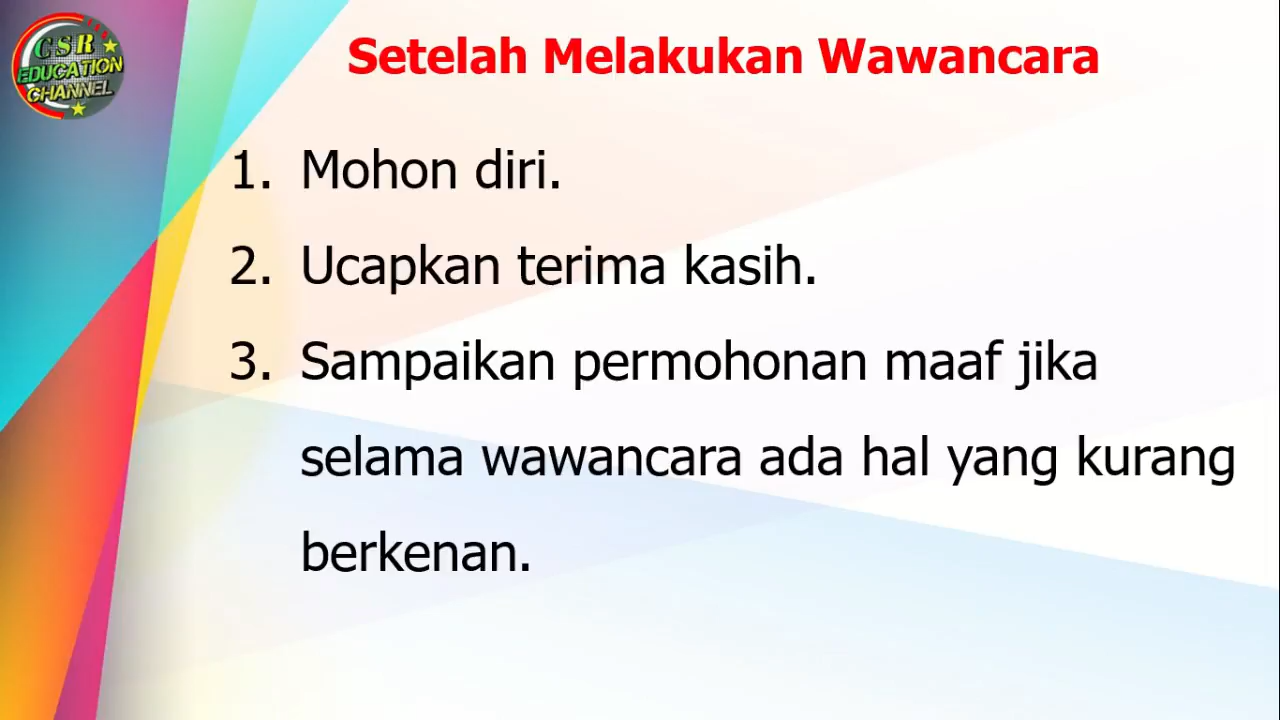 CSR
EDUCATION
CHANNEL
Setelah Melakukan Wawancara
1. Mohon diri.
2. Ucapkan terima kasih.
3. Sampaikan permohonan maaf jika
selama wawancara ada hal yang kurang
berkenan.